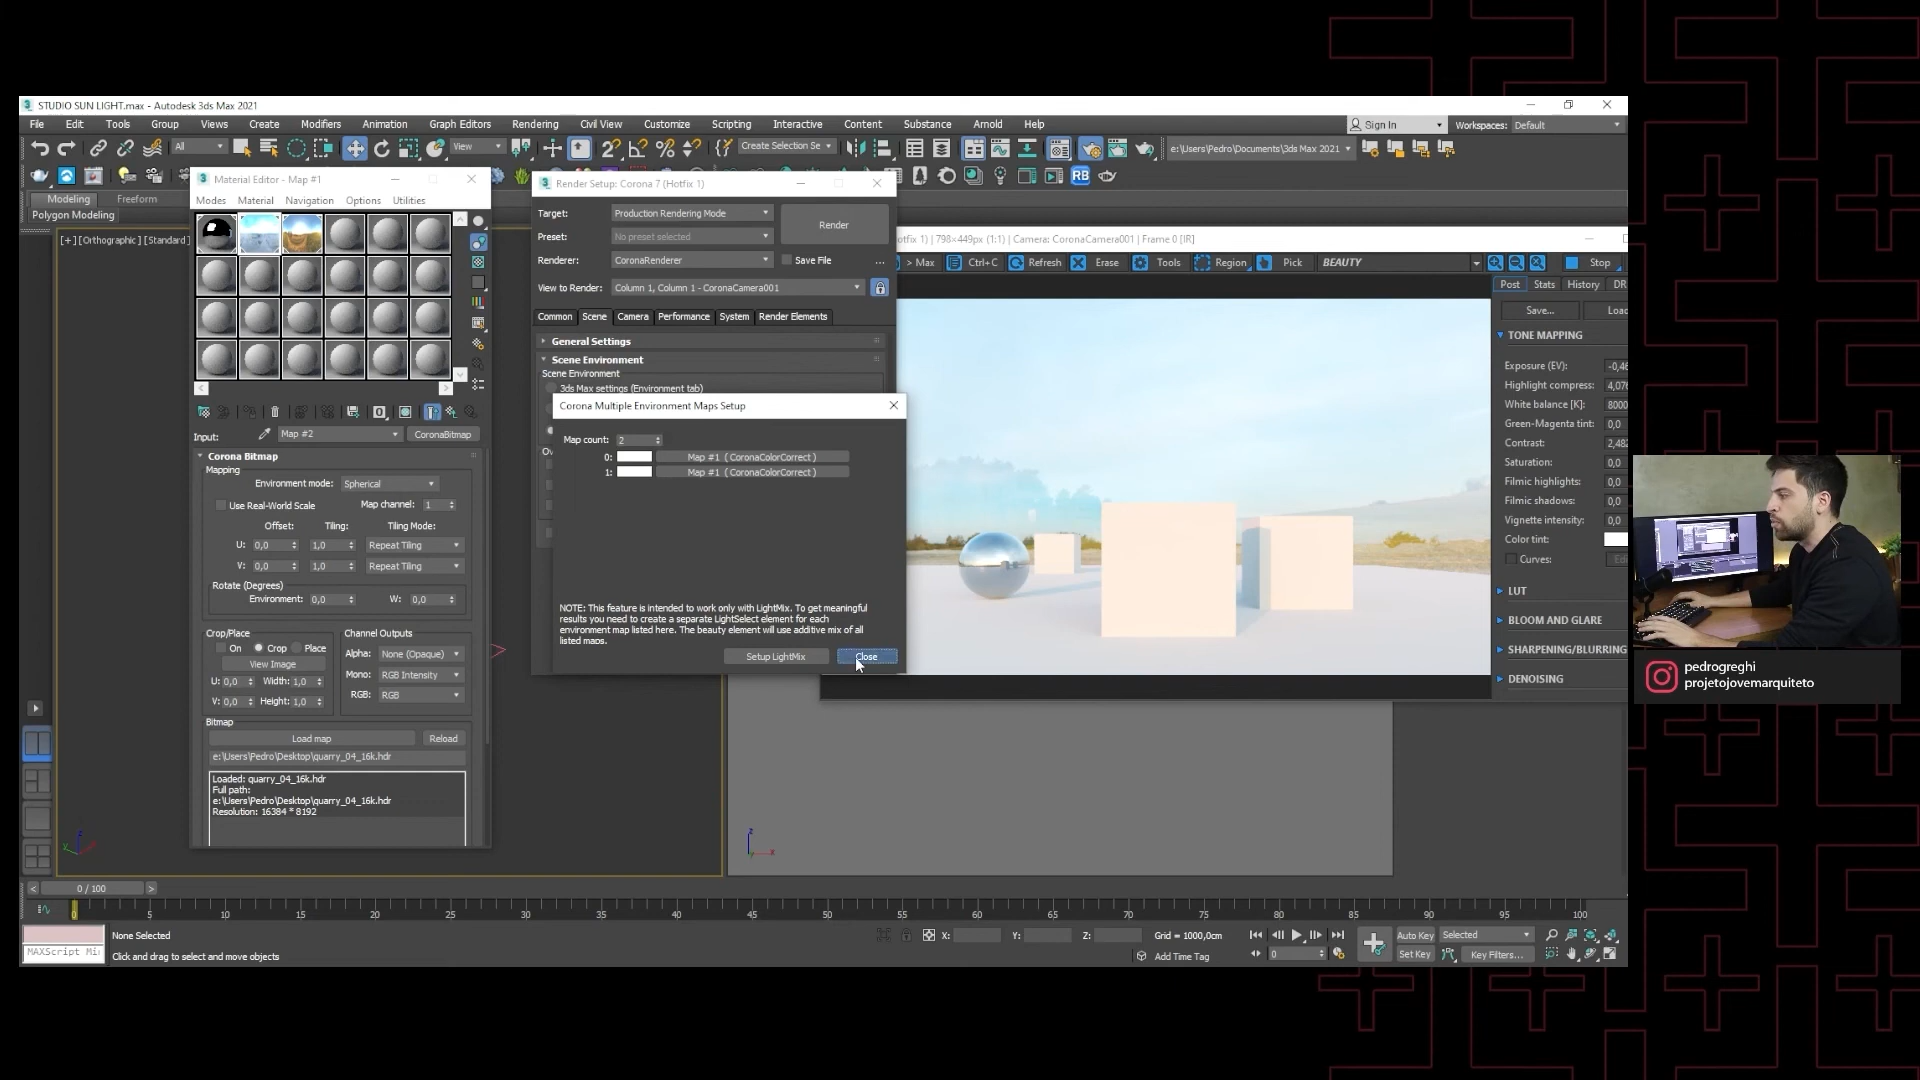 STUDIO SUN LIGHT.max - Autodesk 3ds Max 2021
File Edit Tools Group Views Create Modifiers Animation Graph Editors Rendering Civil View Customize Scripting Interactive Content Substance Arnold Help
Sign In Workspaces: Default
All View Create Selection Se e:\Users\Pedro\Documents\3ds Max 2021
RB
Modeling Freeform
Polygon Modeling
[+] [Orthographic] [Standard]
Material Editor - Map #1
Modes Material Navigation Options Utilities
Input: Map #2 CoronaBitmap
Corona Bitmap
Mapping
Environment mode: Spherical
Use Real-World Scale Map channel: 1
Offset: Tiling: Tiling Mode:
U: 0,0 1,0 Repeat Tiling
V: 0,0 1,0 Repeat Tiling
Rotate (Degrees)
Environment: 0,0 W: 0,0
Crop/Place
On Crop Place
View Image
U: 0,0 Width: 1,0
V: 0,0 Height: 1,0
Channel Outputs
Alpha: None (Opaque)
Mono: RGB Intensity
RGB: RGB
Bitmap
Load map Reload
e:\Users\Pedro\Desktop\quarry_04_16k.hdr
Loaded: quarry_04_16k.hdr
Full path:
e:\Users\Pedro\Desktop\quarry_04_16k.hdr
Resolution: 16384 * 8192
Render Setup: Corona 7 (Hotfix 1)
Target: Production Rendering Mode
Render
Preset: No preset selected
Renderer: CoronaRenderer Save File ...
View to Render: Column 1, Column 1 - CoronaCamera001
Common Scene Camera Performance System Render Elements
General Settings
Scene Environment
Scene Environment
3ds Max settings (Environment tab)
Ov
Corona Multiple Environment Maps Setup
Map count: 2
0: Map #1 ( CoronaColorCorrect )
1: Map #1 ( CoronaColorCorrect )
NOTE: This feature is intended to work only with LightMix. To get meaningful
results you need to create a separate LightSelect element for each
environment map listed here. The beauty element will use additive mix of all
listed maps.
Setup LightMix Close
otfix 1) | 798×449px (1:1) | Camera: CoronaCamera001 | Frame 0 [IR]
> Max Ctrl+C Refresh Erase Tools Region Pick BEAUTY Stop
Post Stats History DR
Save... Loa
TONE MAPPING
Exposure (EV): -0,46
Highlight compress: 4,076
White balance [K]: 8000
Green-Magenta tint: 0,0
Contrast: 2,482
Saturation: 0,0
Filmic highlights: 0,0
Filmic shadows: 0,0
Vignette intensity: 0,0
Color tint:
Curves: Edi
LUT
BLOOM AND GLARE
SHARPENING/BLURRING
DENOISING
pedrogreghi
projetojovemarquiteto
z
x
y
z
x
< 0 / 100 >
0 5 10 15 20 25 30 35 40 45 50 55 60 65 70 75 80 85 90 95 100
None Selected X: Y: Z: Grid = 1000,0cm Auto Key Selected
MAXScript Mi Click and drag to select and move objects Add Time Tag 0 Set Key Key Filters...